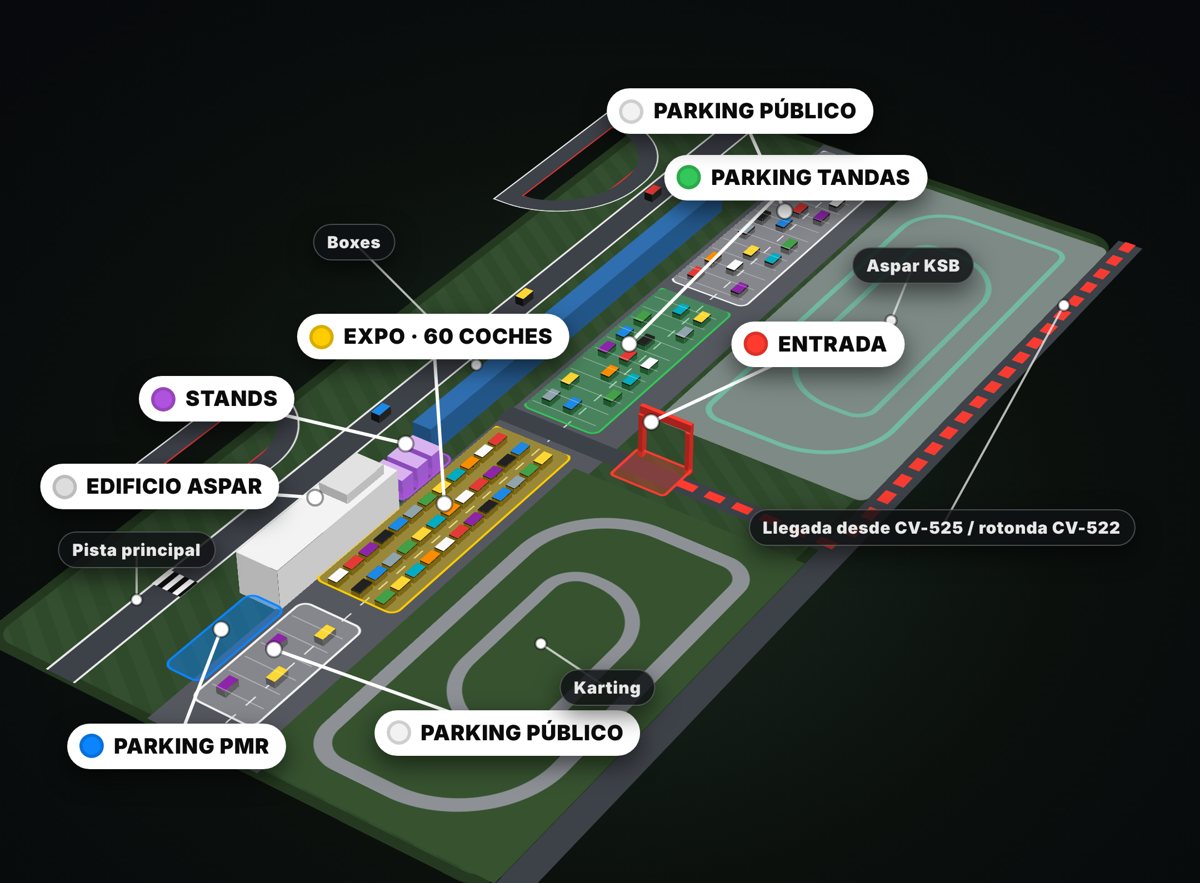 PARKING PÚBLICO
PARKING TANDAS
Boxes
Aspar KSB
EXPO · 60 COCHES
ENTRADA
STANDS
EDIFICIO ASPAR
Llegada desde CV-525 / rotonda CV-522
Pista principal
Karting
PARKING PÚBLICO
PARKING PMR